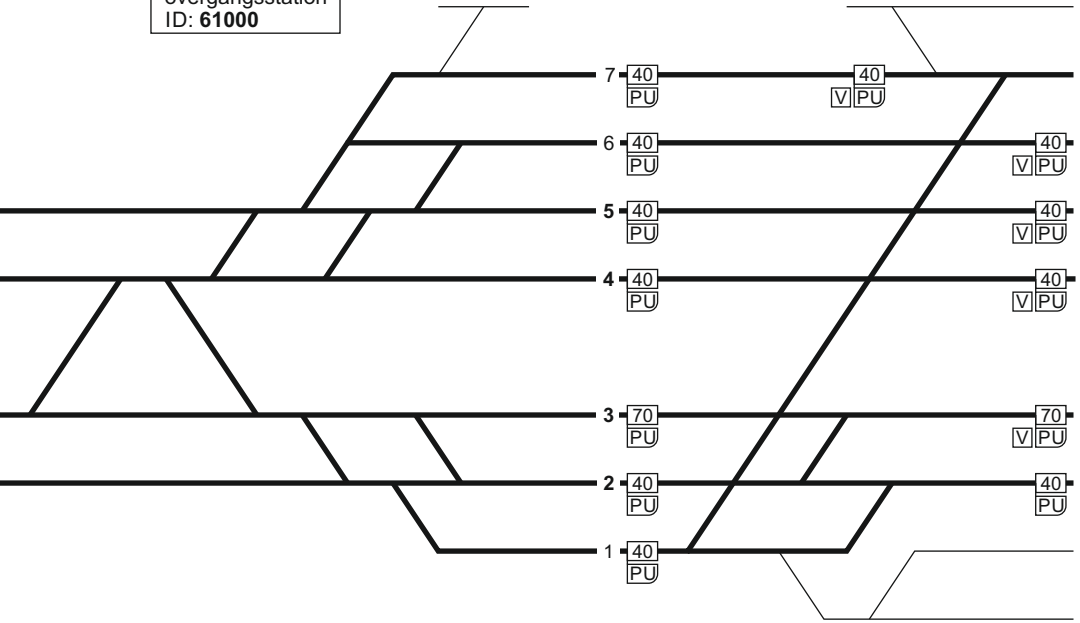 overgangsstation
ID: 61000
7 40 40
PU V PU
6 40 40
PU V PU
5 40 40
PU V PU
4 40 40
PU V PU
3 70 70
PU V PU
2 40 40
PU PU
1 40
PU